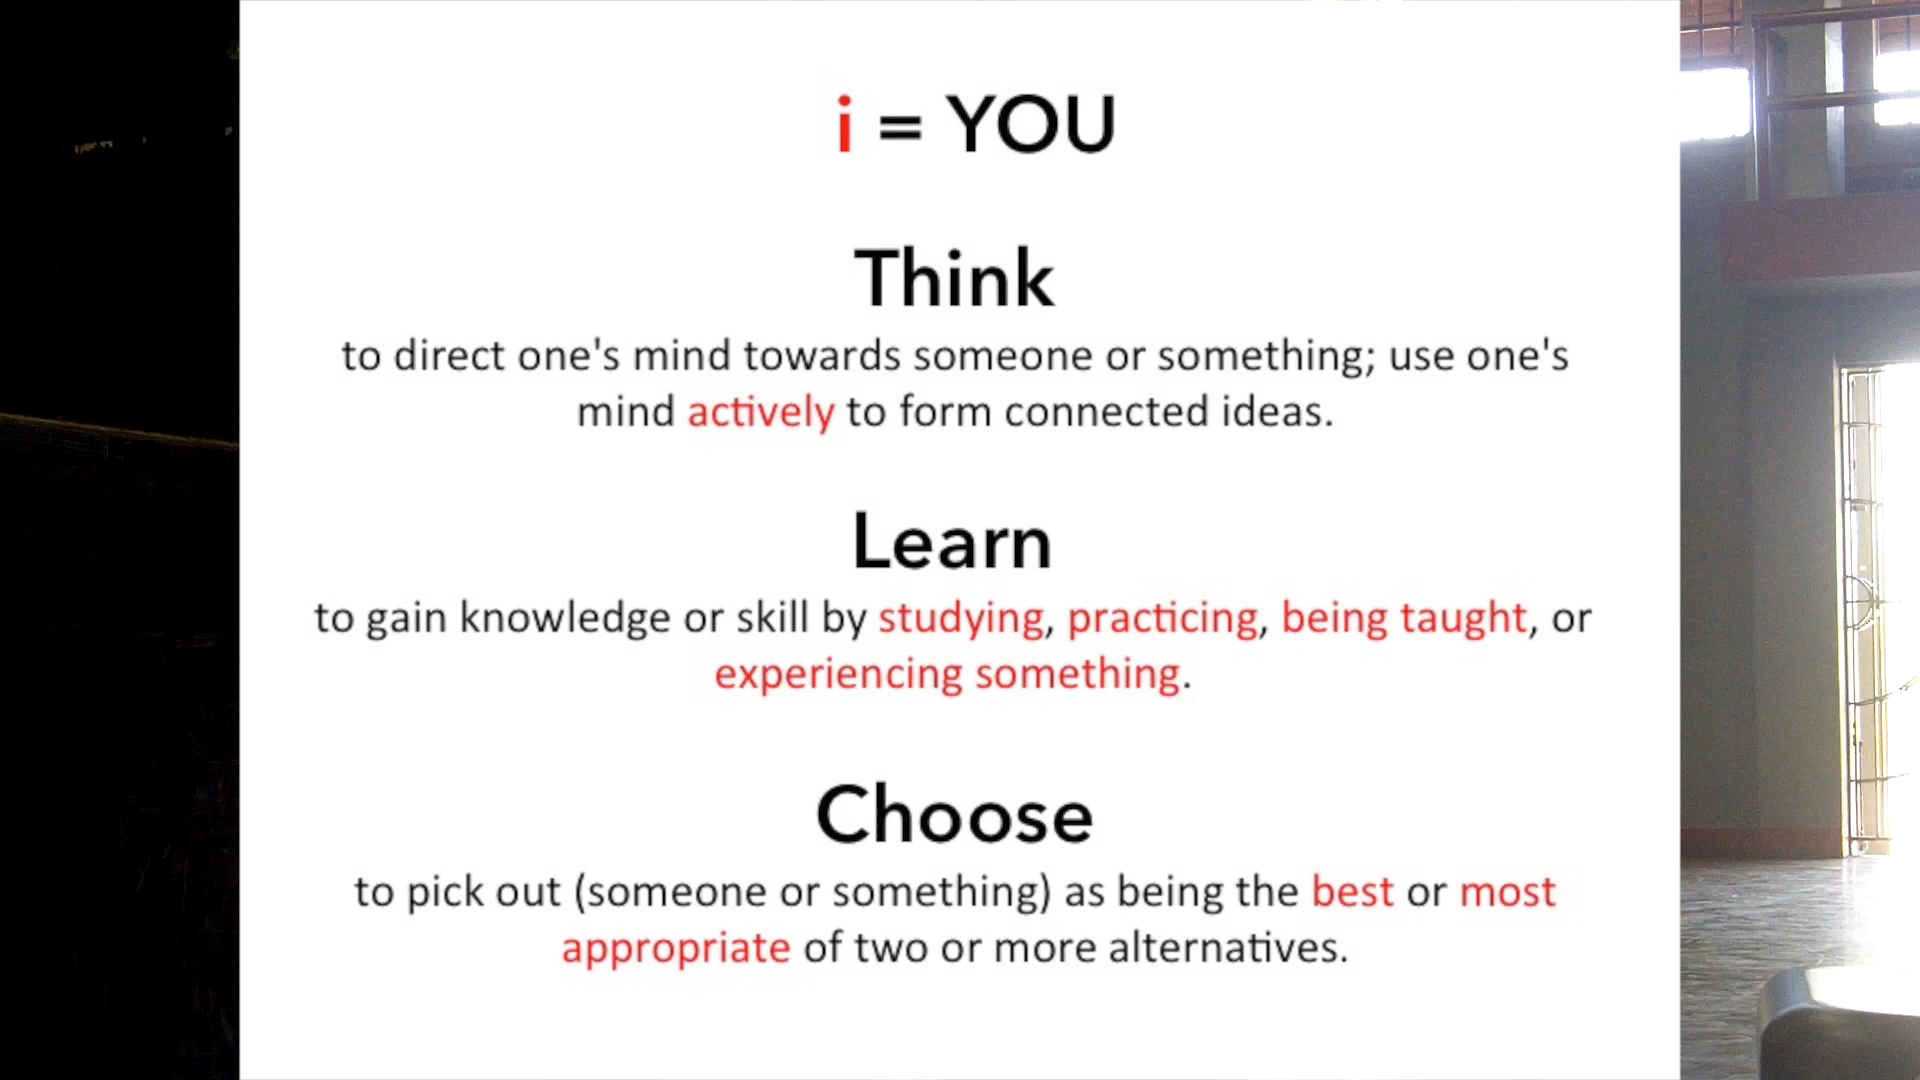 i = YOU
Think
to direct one's mind towards someone or something; use one's
mind actively to form connected ideas.
Learn
to gain knowledge or skill by studying, practicing, being taught, or
experiencing something.
Choose
to pick out (someone or something) as being the best or most
appropriate of two or more alternatives.